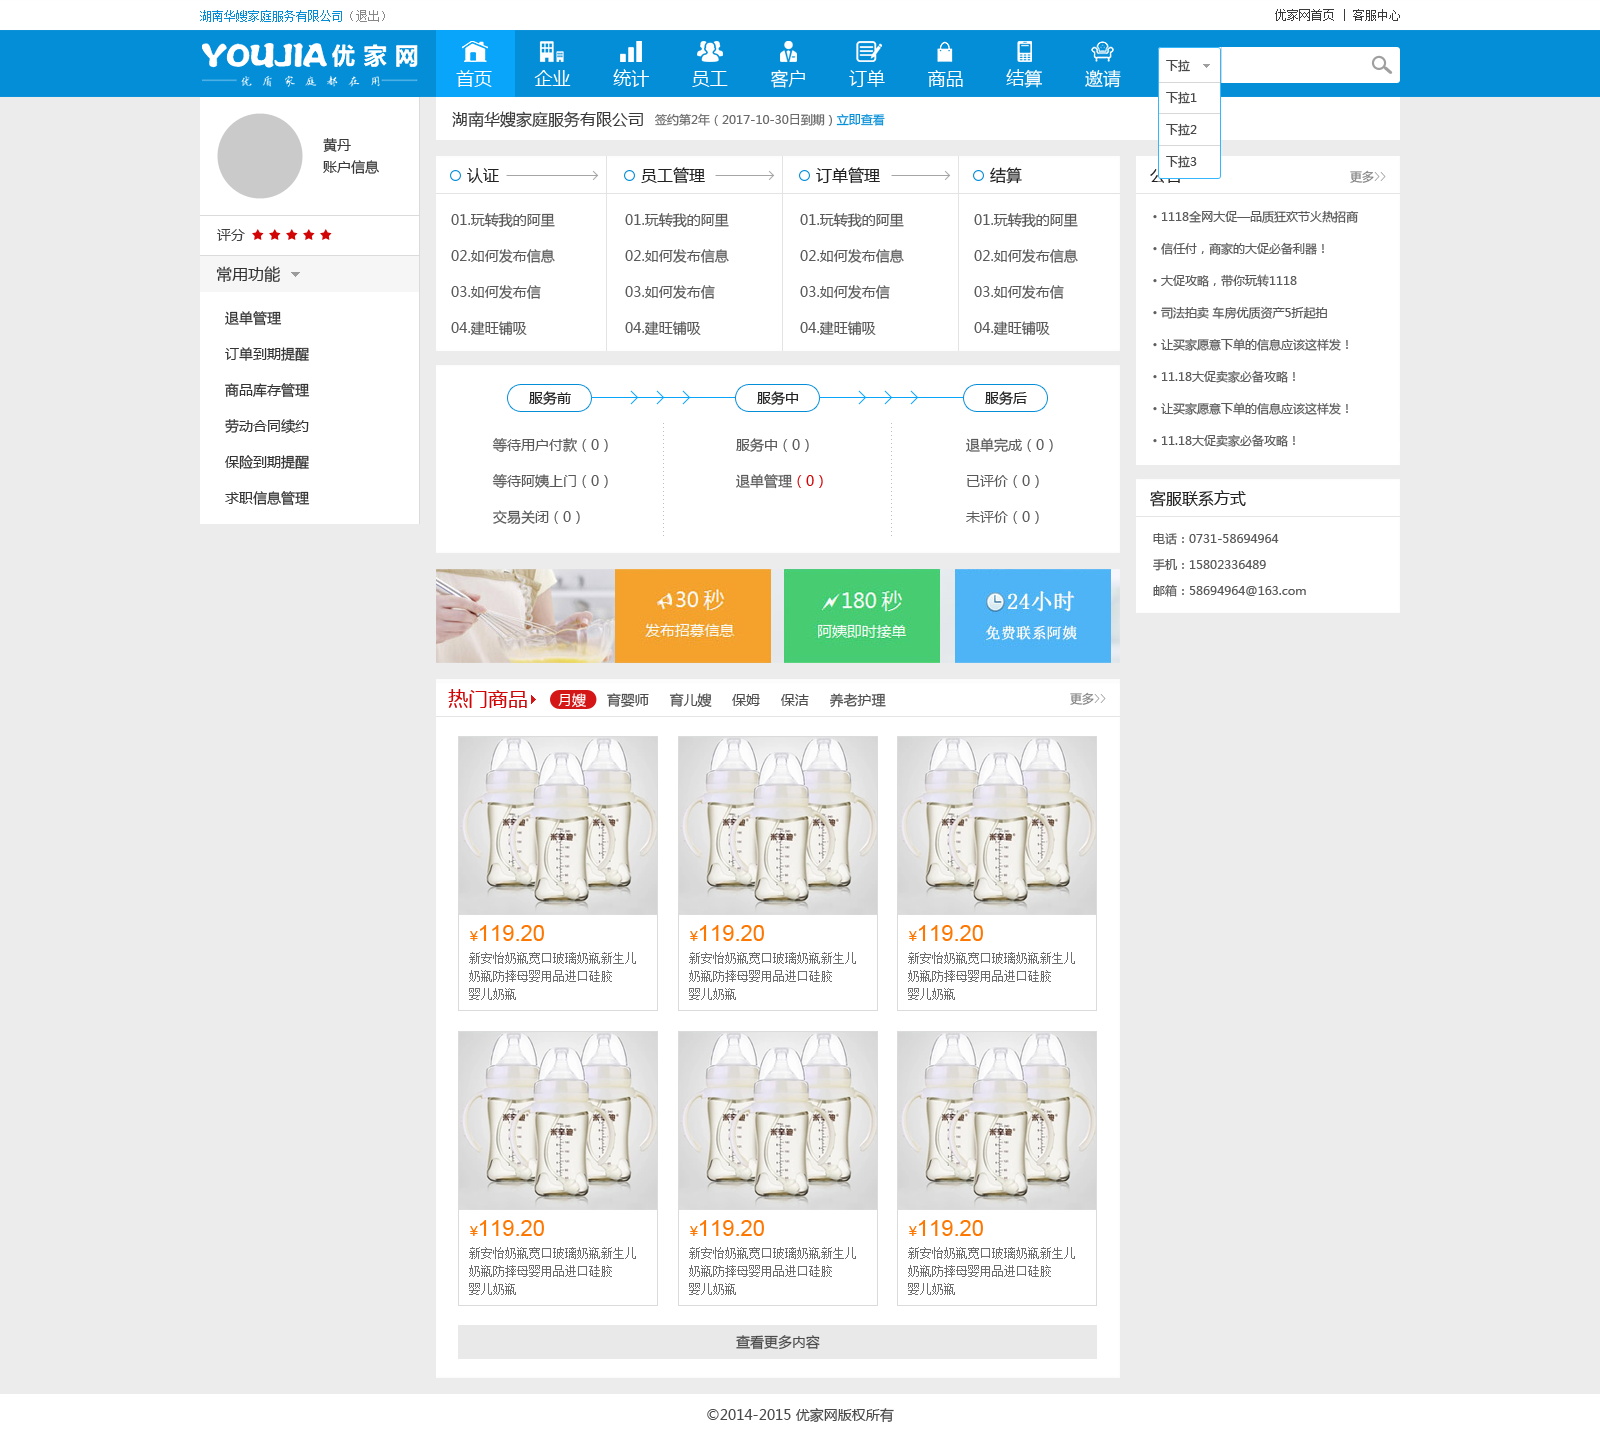 湖南华嫂家庭服务有限公司（退出）
优家网首页 | 客服中心
YOUJIA优家网
优质家庭都在用
首页 企业 统计 员工 客户 订单 商品 结算 邀请
下拉
下拉1
下拉2
下拉3
黄丹
账户信息
评分
常用功能
退单管理
订单到期提醒
商品库存管理
劳动合同续约
保险到期提醒
求职信息管理
湖南华嫂家庭服务有限公司 签约第2年（2017-10-30日到期）立即查看
认证 员工管理 订单管理 结算
01.玩转我的阿里 01.玩转我的阿里 01.玩转我的阿里 01.玩转我的阿里
02.如何发布信息 02.如何发布信息 02.如何发布信息 02.如何发布信息
03.如何发布信 03.如何发布信 03.如何发布信 03.如何发布信
04.建旺铺吸 04.建旺铺吸 04.建旺铺吸 04.建旺铺吸
服务前 服务中 服务后
等待用户付款（0） 服务中（0） 退单完成（0）
等待阿姨上门（0） 退单管理（0） 已评价（0）
交易关闭（0） 未评价（0）
30 秒
发布招募信息
180 秒
阿姨即时接单
24小时
免费联系阿姨
更多>>
• 1118全网大促—品质狂欢节火热招商
• 信任付，商家的大促必备利器！
• 大促攻略，带你玩转1118
• 司法拍卖 车房优质资产5折起拍
• 让买家愿意下单的信息应该这样发！
• 11.18大促卖家必备攻略！
• 让买家愿意下单的信息应该这样发！
• 11.18大促卖家必备攻略！
客服联系方式
电话：0731-58694964
手机：15802336489
邮箱：58694964@163.com
热门商品 月嫂 育婴师 育儿嫂 保姆 保洁 养老护理 更多>>
¥119.20 ¥119.20 ¥119.20
新安怡奶瓶宽口玻璃奶瓶新生儿 新安怡奶瓶宽口玻璃奶瓶新生儿 新安怡奶瓶宽口玻璃奶瓶新生儿
奶瓶防摔母婴用品进口硅胶 奶瓶防摔母婴用品进口硅胶 奶瓶防摔母婴用品进口硅胶
婴儿奶瓶 婴儿奶瓶 婴儿奶瓶
¥119.20 ¥119.20 ¥119.20
新安怡奶瓶宽口玻璃奶瓶新生儿 新安怡奶瓶宽口玻璃奶瓶新生儿 新安怡奶瓶宽口玻璃奶瓶新生儿
奶瓶防摔母婴用品进口硅胶 奶瓶防摔母婴用品进口硅胶 奶瓶防摔母婴用品进口硅胶
婴儿奶瓶 婴儿奶瓶 婴儿奶瓶
查看更多内容
©2014-2015 优家网版权所有